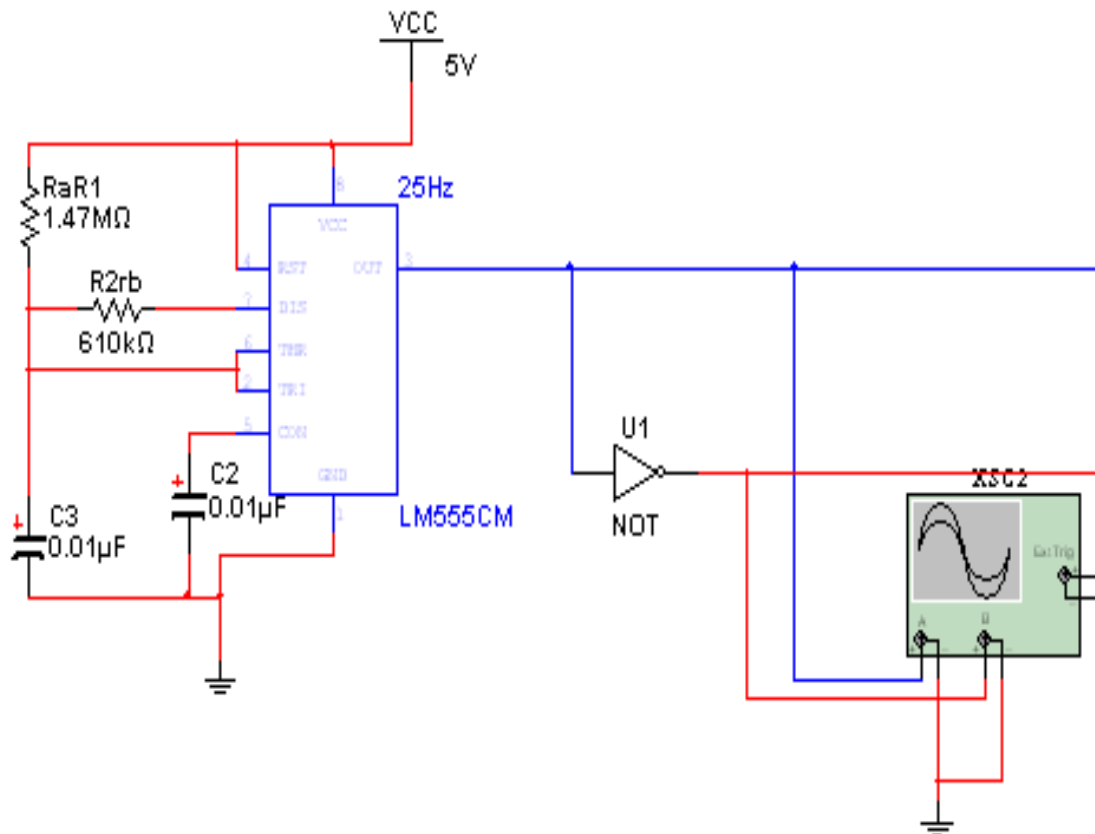 VCC
5V
RaR1
1.47MΩ
25Hz
8
VCC
4
RST
OUT
3
R2rb
610kΩ
7
DIS
6
THR
2
TRI
5
CON
C2
0.01µF
GND
1
LM555CM
C3
0.01µF
U1
NOT
XSC2
Ext Trig
+
-
A
B
+
-
+
-